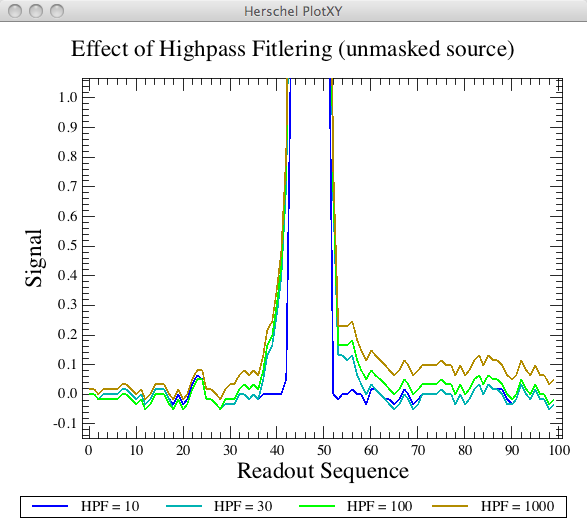 Herschel PlotXY
Effect of Highpass Fitlering (unmasked source)
1.0
0.9
0.8
0.7
0.6
0.5
0.4
0.3
0.2
0.1
0.0
-0.1
Signal
0 10 20 30 40 50 60 70 80 90 100
Readout Sequence
HPF = 10 HPF = 30 HPF = 100 HPF = 1000